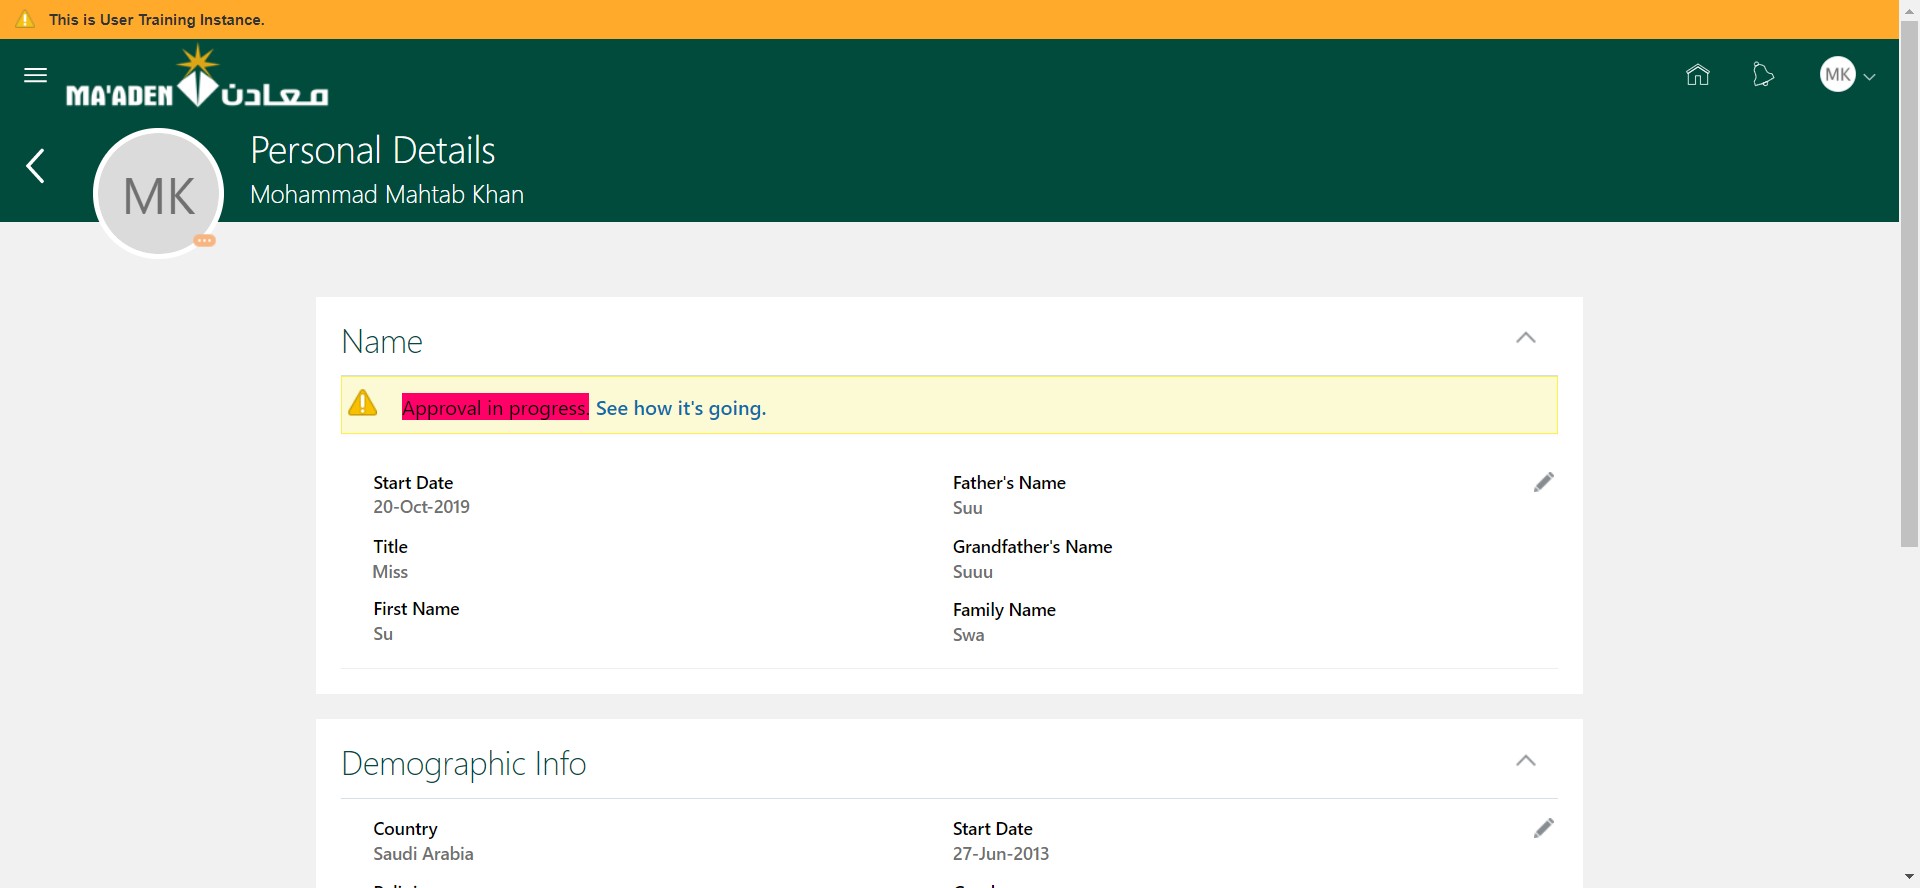 This is User Training Instance.
MA'ADEN معادن
MK
Personal Details
MK
Mohammad Mahtab Khan
Name
Approval in progress. See how it's going.
Start Date
20-Oct-2019
Father's Name
Suu
Title
Miss
Grandfather's Name
Suuu
First Name
Su
Family Name
Swa
Demographic Info
Country
Saudi Arabia
Start Date
27-Jun-2013